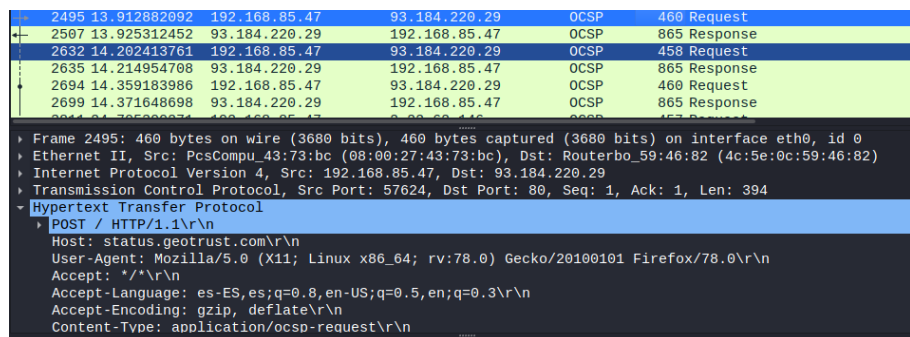 2495 13.912882092 192.168.85.47 93.184.220.29 OCSP 460 Request
2507 13.925312452 93.184.220.29 192.168.85.47 OCSP 865 Response
2632 14.202413761 192.168.85.47 93.184.220.29 OCSP 458 Request
2635 14.214954708 93.184.220.29 192.168.85.47 OCSP 865 Response
2694 14.359183986 192.168.85.47 93.184.220.29 OCSP 460 Request
2699 14.371648698 93.184.220.29 192.168.85.47 OCSP 865 Response
Frame 2495: 460 bytes on wire (3680 bits), 460 bytes captured (3680 bits) on interface eth0, id 0
Ethernet II, Src: PcsCompu_43:73:bc (08:00:27:43:73:bc), Dst: Routerbo_59:46:82 (4c:5e:0c:59:46:82)
Internet Protocol Version 4, Src: 192.168.85.47, Dst: 93.184.220.29
Transmission Control Protocol, Src Port: 57624, Dst Port: 80, Seq: 1, Ack: 1, Len: 394
Hypertext Transfer Protocol
POST / HTTP/1.1\r\n
Host: status.geotrust.com\r\n
User-Agent: Mozilla/5.0 (X11; Linux x86_64; rv:78.0) Gecko/20100101 Firefox/78.0\r\n
Accept: */*\r\n
Accept-Language: es-ES,es;q=0.8,en-US;q=0.5,en;q=0.3\r\n
Accept-Encoding: gzip, deflate\r\n
Content-Type: application/ocsp-request\r\n